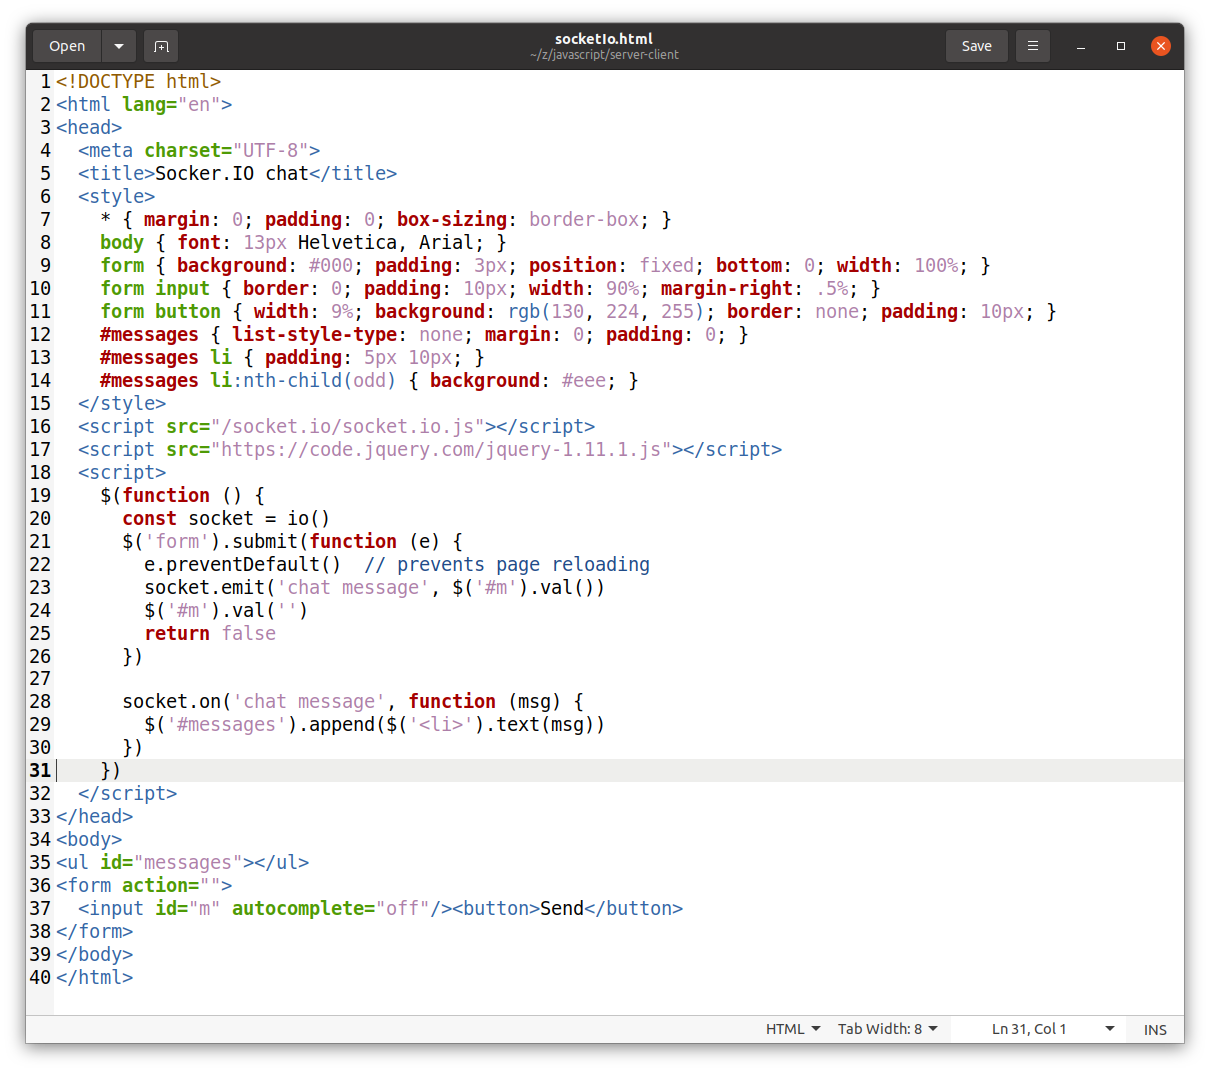 Open
socketIo.html
~/z/javascript/server-client
Save
1 <!DOCTYPE html>
2 <html lang="en">
3 <head>
4   <meta charset="UTF-8">
5   <title>Socker.IO chat</title>
6   <style>
7     * { margin: 0; padding: 0; box-sizing: border-box; }
8     body { font: 13px Helvetica, Arial; }
9     form { background: #000; padding: 3px; position: fixed; bottom: 0; width: 100%; }
10     form input { border: 0; padding: 10px; width: 90%; margin-right: .5%; }
11     form button { width: 9%; background: rgb(130, 224, 255); border: none; padding: 10px; }
12     #messages { list-style-type: none; margin: 0; padding: 0; }
13     #messages li { padding: 5px 10px; }
14     #messages li:nth-child(odd) { background: #eee; }
15   </style>
16   <script src="/socket.io/socket.io.js"></script>
17   <script src="https://code.jquery.com/jquery-1.11.1.js"></script>
18   <script>
19     $(function () {
20       const socket = io()
21       $('form').submit(function (e) {
22         e.preventDefault()  // prevents page reloading
23         socket.emit('chat message', $('#m').val())
24         $('#m').val('')
25         return false
26       })
27
28       socket.on('chat message', function (msg) {
29         $('#messages').append($('<li>').text(msg))
30       })
31     })
32   </script>
33 </head>
34 <body>
35 <ul id="messages"></ul>
36 <form action="">
37   <input id="m" autocomplete="off"/><button>Send</button>
38 </form>
39 </body>
40 </html>
HTML Tab Width: 8 Ln 31, Col 1 INS